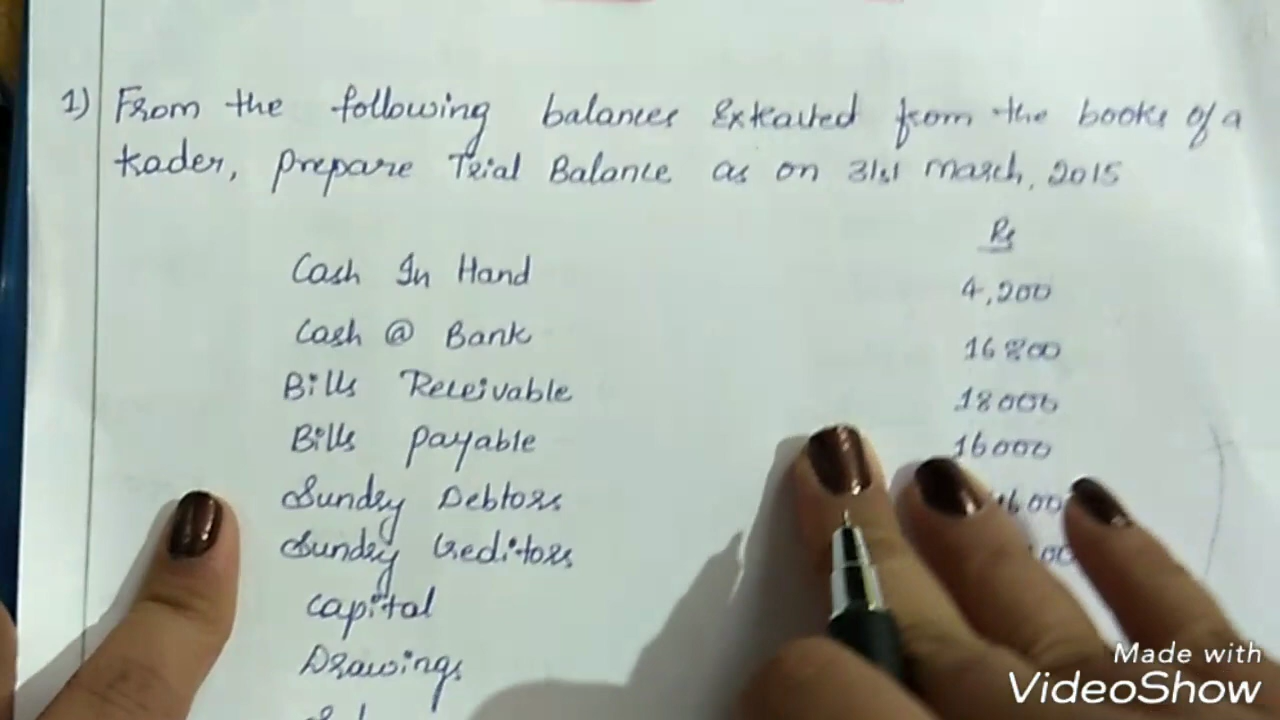 1) From the following balances Extracted from the books of a
trader, prepare Trial Balance as on 31st march, 2015
Rs
Cash In Hand 4,200
Cash @ Bank 16800
Bills Receivable 18000
Bills payable 16000
Sundry Debtors
Sundry Creditors
Capital
Drawings
Made with
VideoShow